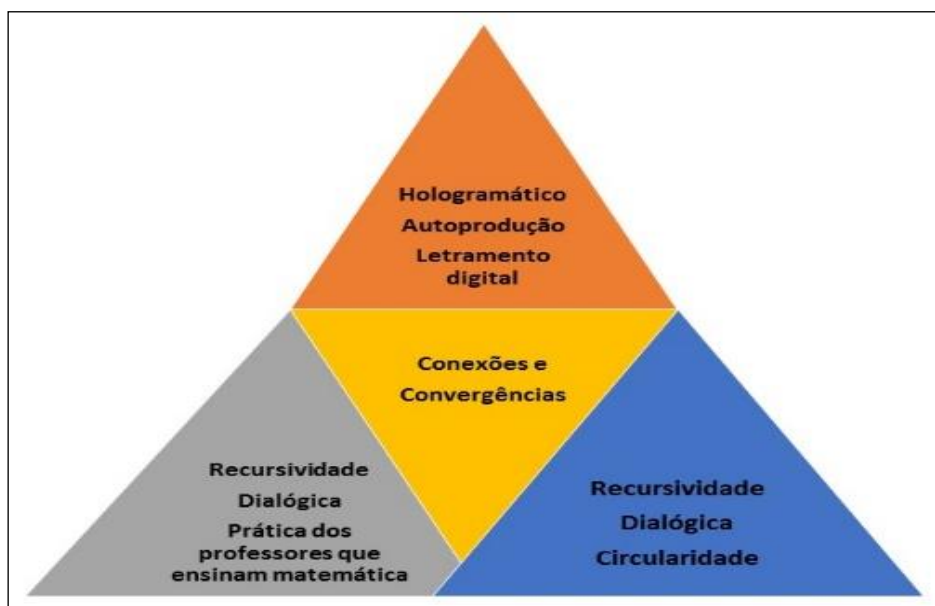 Hologramático
Autoprodução
Letramento
digital
Conexões e
Convergências
Recursividade
Dialógica
Prática dos
professores que
ensinam matemática
Recursividade
Dialógica
Circularidade